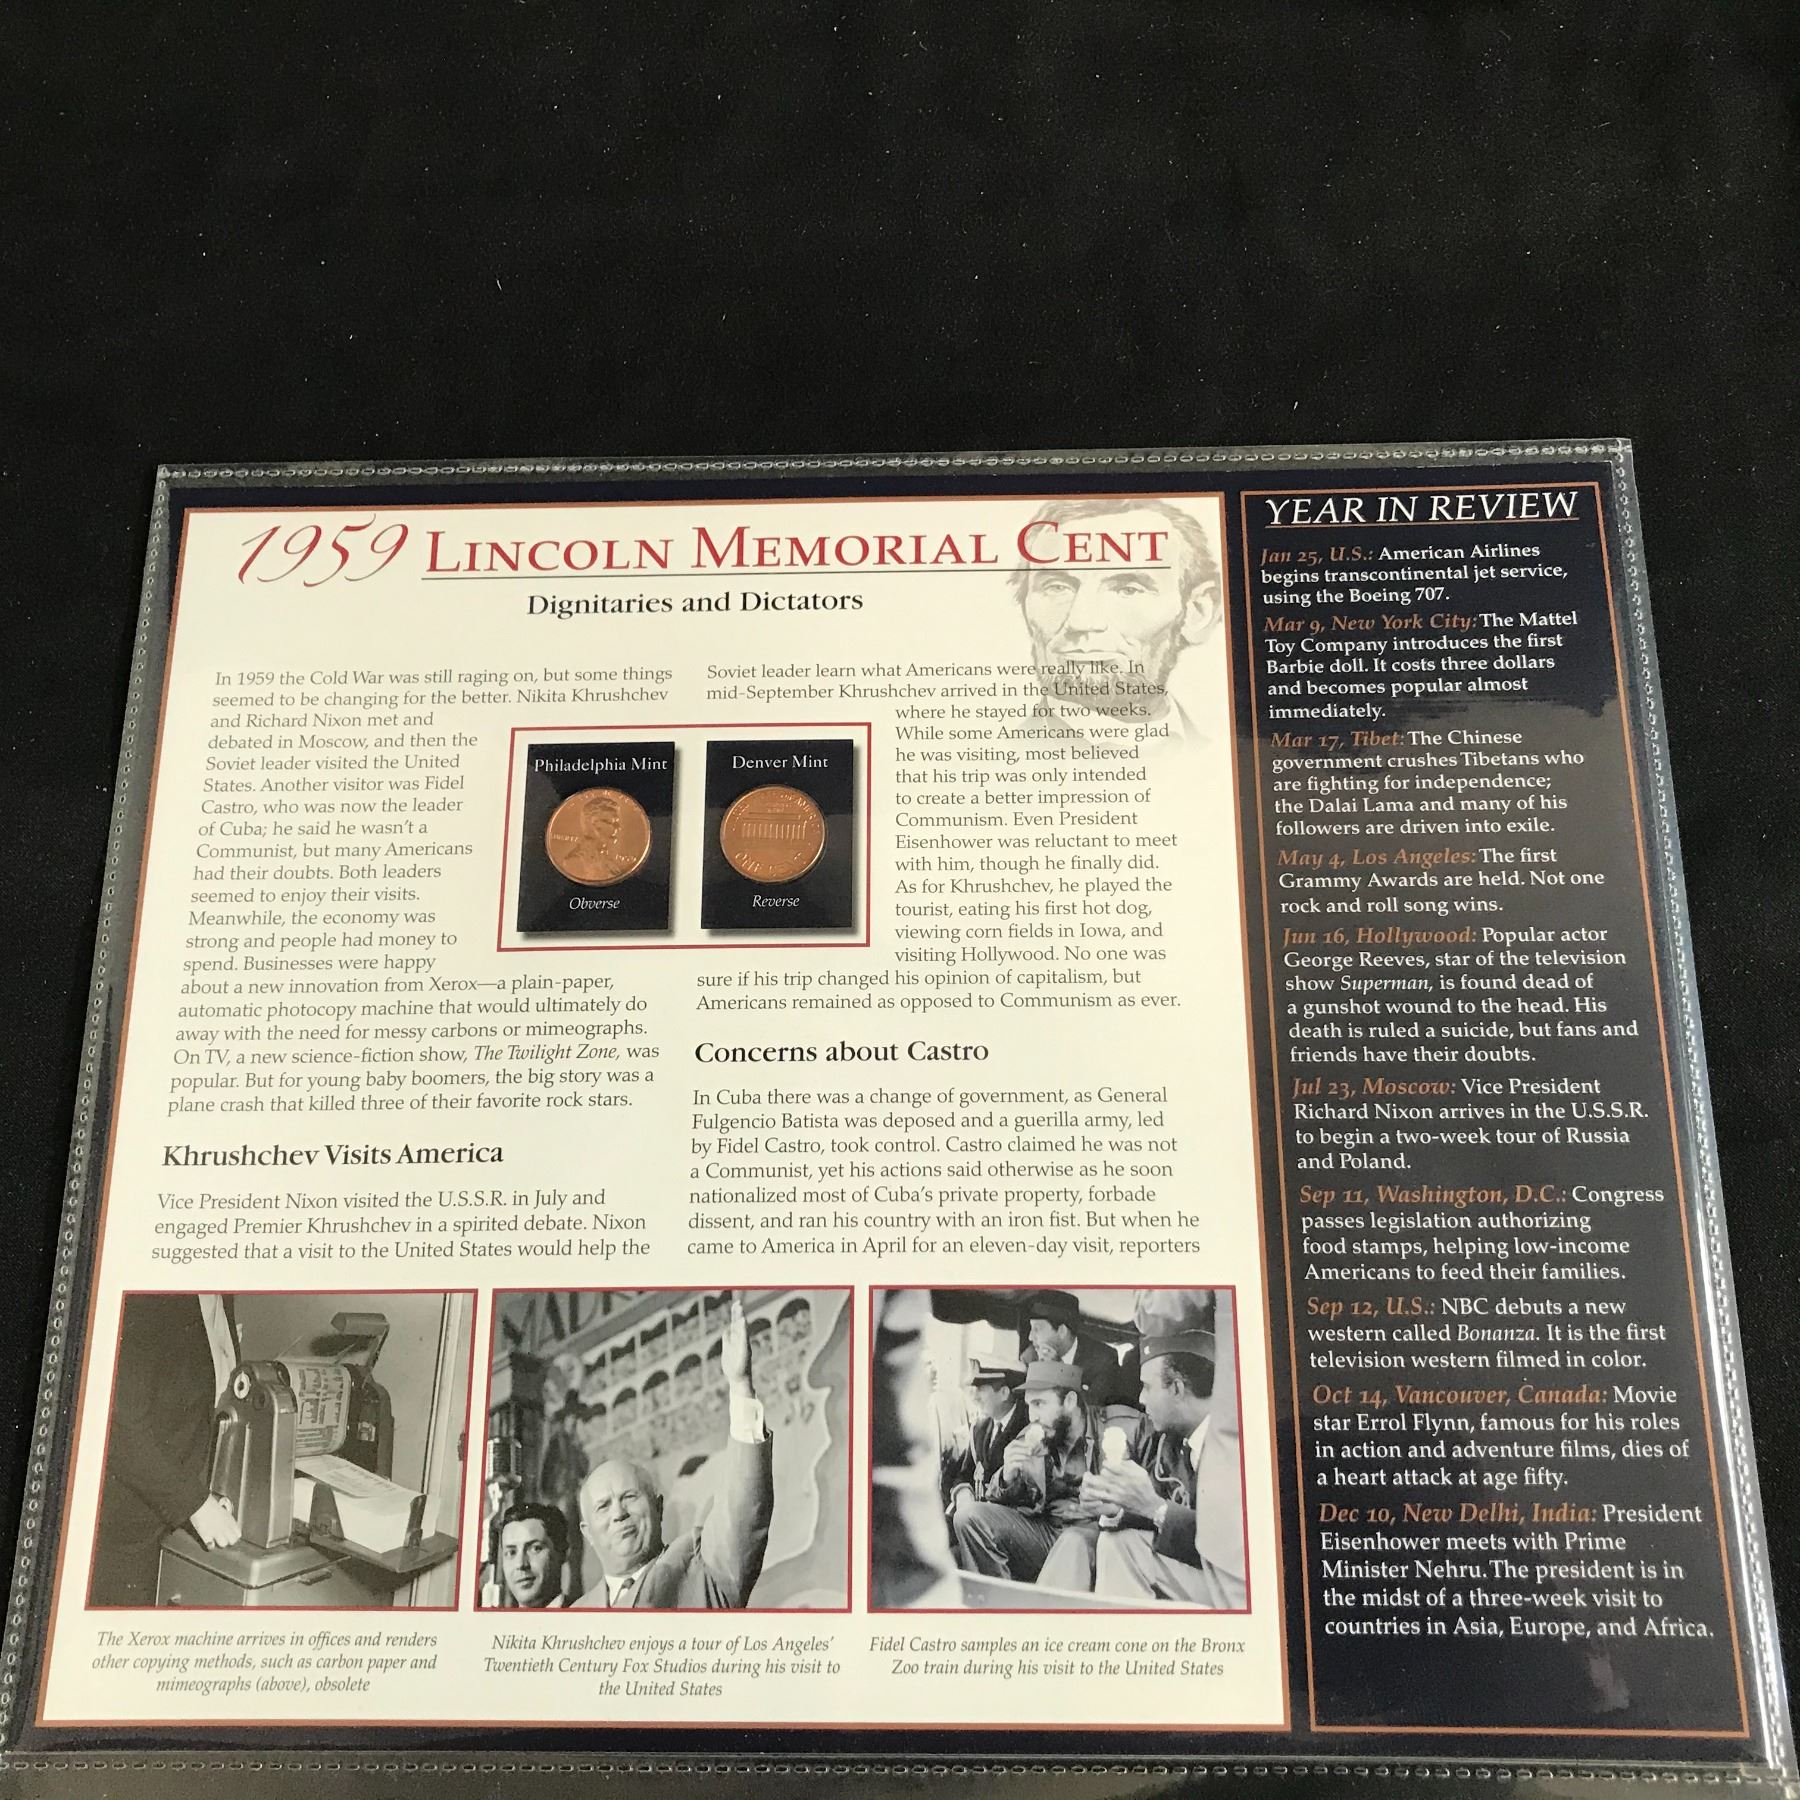 1959 LINCOLN MEMORIAL CENT
Dignitaries and Dictators
In 1959 the Cold War was still raging on, but some things
seemed to be changing for the better. Nikita Khrushchev
and Richard Nixon met and
debated in Moscow, and then the
Soviet leader visited the United
States. Another visitor was Fidel
Castro, who was now the leader
of Cuba; he said he wasn't a
Communist, but many Americans
had their doubts. Both leaders
seemed to enjoy their visits.
Meanwhile, the economy was
strong and people had money to
spend. Businesses were happy
about a new innovation from Xerox—a plain-paper,
automatic photocopy machine that would ultimately do
away with the need for messy carbons or mimeographs.
On TV, a new science-fiction show, The Twilight Zone, was
popular. But for young baby boomers, the big story was a
plane crash that killed three of their favorite rock stars.
Khrushchev Visits America
Vice President Nixon visited the U.S.S.R. in July and
engaged Premier Khrushchev in a spirited debate. Nixon
suggested that a visit to the United States would help the
Philadelphia Mint
LIBERTY
1959
Obverse
Denver Mint
ONE CENT
Reverse
Soviet leader learn what Americans were really like. In
mid-September Khrushchev arrived in the United States,
where he stayed for two weeks.
While some Americans were glad
he was visiting, most believed
that his trip was only intended
to create a better impression of
Communism. Even President
Eisenhower was reluctant to meet
with him, though he finally did.
As for Khrushchev, he played the
tourist, eating his first hot dog,
viewing corn fields in Iowa, and
visiting Hollywood. No one was
sure if his trip changed his opinion of capitalism, but
Americans remained as opposed to Communism as ever.
Concerns about Castro
In Cuba there was a change of government, as General
Fulgencio Batista was deposed and a guerilla army, led
by Fidel Castro, took control. Castro claimed he was not
a Communist, yet his actions said otherwise as he soon
nationalized most of Cuba's private property, forbade
dissent, and ran his country with an iron fist. But when he
came to America in April for an eleven-day visit, reporters
The Xerox machine arrives in offices and renders
other copying methods, such as carbon paper and
mimeographs (above), obsolete
Nikita Khrushchev enjoys a tour of Los Angeles'
Twentieth Century Fox Studios during his visit to
the United States
Fidel Castro samples an ice cream cone on the Bronx
Zoo train during his visit to the United States
YEAR IN REVIEW
Jan 25, U.S.: American Airlines
begins transcontinental jet service,
using the Boeing 707.
Mar 9, New York City: The Mattel
Toy Company introduces the first
Barbie doll. It costs three dollars
and becomes popular almost
immediately.
Mar 17, Tibet: The Chinese
government crushes Tibetans who
are fighting for independence;
the Dalai Lama and many of his
followers are driven into exile.
May 4, Los Angeles: The first
Grammy Awards are held. Not one
rock and roll song wins.
Jun 16, Hollywood: Popular actor
George Reeves, star of the television
show Superman, is found dead of
a gunshot wound to the head. His
death is ruled a suicide, but fans and
friends have their doubts.
Jul 23, Moscow: Vice President
Richard Nixon arrives in the U.S.S.R.
to begin a two-week tour of Russia
and Poland.
Sep 11, Washington, D.C.: Congress
passes legislation authorizing
food stamps, helping low-income
Americans to feed their families.
Sep 12, U.S.: NBC debuts a new
western called Bonanza. It is the first
television western filmed in color.
Oct 14, Vancouver, Canada: Movie
star Errol Flynn, famous for his roles
in action and adventure films, dies of
a heart attack at age fifty.
Dec 10, New Delhi, India: President
Eisenhower meets with Prime
Minister Nehru. The president is in
the midst of a three-week visit to
countries in Asia, Europe, and Africa.